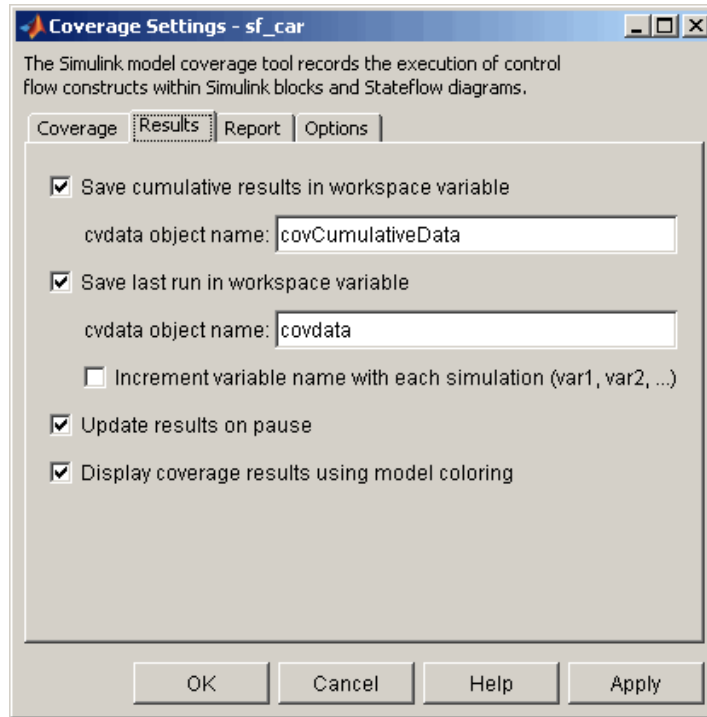 Coverage Settings - sf_car
The Simulink model coverage tool records the execution of control
flow constructs within Simulink blocks and Stateflow diagrams.
Coverage Results Report Options
Save cumulative results in workspace variable
cvdata object name: covCumulativeData
Save last run in workspace variable
cvdata object name: covdata
Increment variable name with each simulation (var1, var2, ...)
Update results on pause
Display coverage results using model coloring
OK Cancel Help Apply